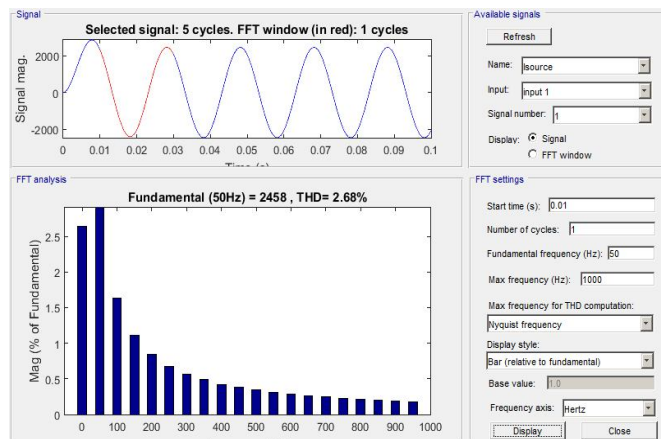 Signal
Selected signal: 5 cycles. FFT window (in red): 1 cycles
Signal mag.
2000
0
-2000
0 0.01 0.02 0.03 0.04 0.05 0.06 0.07 0.08 0.09 0.1
Time (s)
FFT analysis
Fundamental (50Hz) = 2458 , THD= 2.68%
Mag (% of Fundamental)
2.5
2
1.5
1
0.5
0
0 100 200 300 400 500 600 700 800 900 1000
Available signals
Refresh
Name: Isource
Input: input 1
Signal number: 1
Display: Signal
FFT window
FFT settings
Start time (s): 0.01
Number of cycles: 1
Fundamental frequency (Hz): 50
Max frequency (Hz): 1000
Max frequency for THD computation:
Nyquist frequency
Display style:
Bar (relative to fundamental)
Base value: 1.0
Frequency axis: Hertz
Display Close